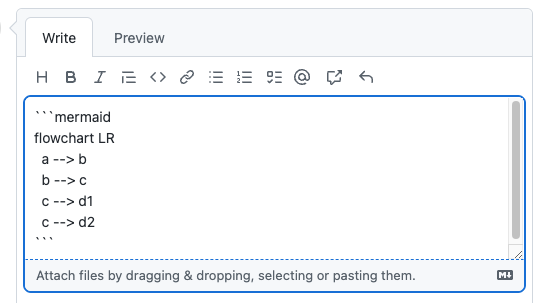 Write Preview
H B I <>  @
```mermaid
flowchart LR
  a --> b
  b --> c
  c --> d1
  c --> d2
```
Attach files by dragging & dropping, selecting or pasting them.